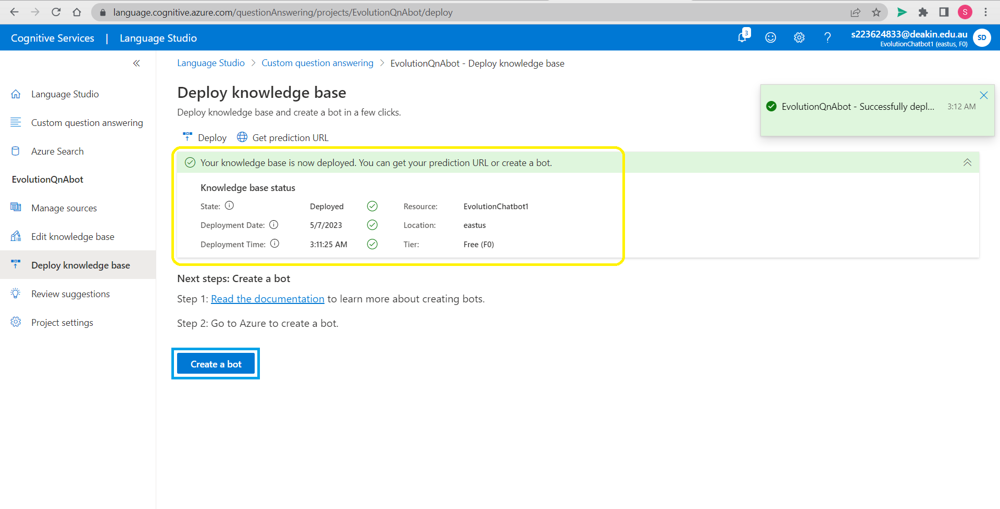 language.cognitive.azure.com/questionAnswering/projects/EvolutionQnAbot/deploy
S
Cognitive Services | Language Studio
3
s223624833@deakin.edu.au
EvolutionChatbot1 (eastus, F0)
SD
Language Studio > Custom question answering > EvolutionQnAbot - Deploy knowledge base
Language Studio
Custom question answering
Azure Search
EvolutionQnAbot
Manage sources
Edit knowledge base
Deploy knowledge base
Review suggestions
Project settings
Deploy knowledge base
Deploy knowledge base and create a bot in a few clicks.
EvolutionQnAbot - Successfully depl... 3:12 AM
Deploy Get prediction URL
Your knowledge base is now deployed. You can get your prediction URL or create a bot.
Knowledge base status
State: Deployed Resource: EvolutionChatbot1
Deployment Date: 5/7/2023 Location: eastus
Deployment Time: 3:11:25 AM Tier: Free (F0)
Next steps: Create a bot
Step 1: Read the documentation to learn more about creating bots.
Step 2: Go to Azure to create a bot.
Create a bot